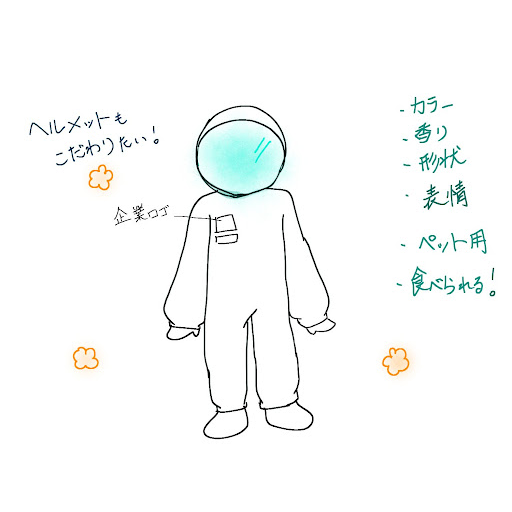 ヘルメットも
こだわりたい!
企業ロゴ
・カラー
・香り
・形状
・表情
・ペット用
・食べられる!